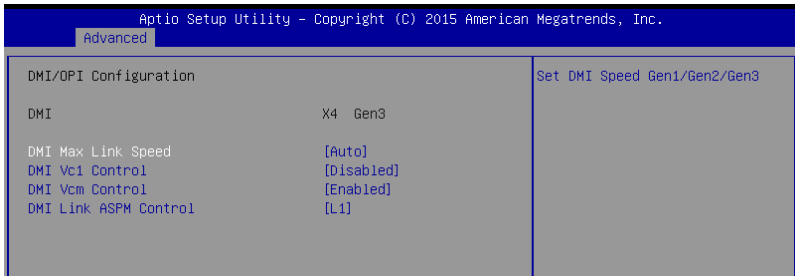 Aptio Setup Utility – Copyright (C) 2015 American Megatrends, Inc.
Advanced
DMI/OPI Configuration
Set DMI Speed Gen1/Gen2/Gen3
DMI X4 Gen3
DMI Max Link Speed [Auto]
DMI Vc1 Control [Disabled]
DMI Vcm Control [Enabled]
DMI Link ASPM Control [L1]